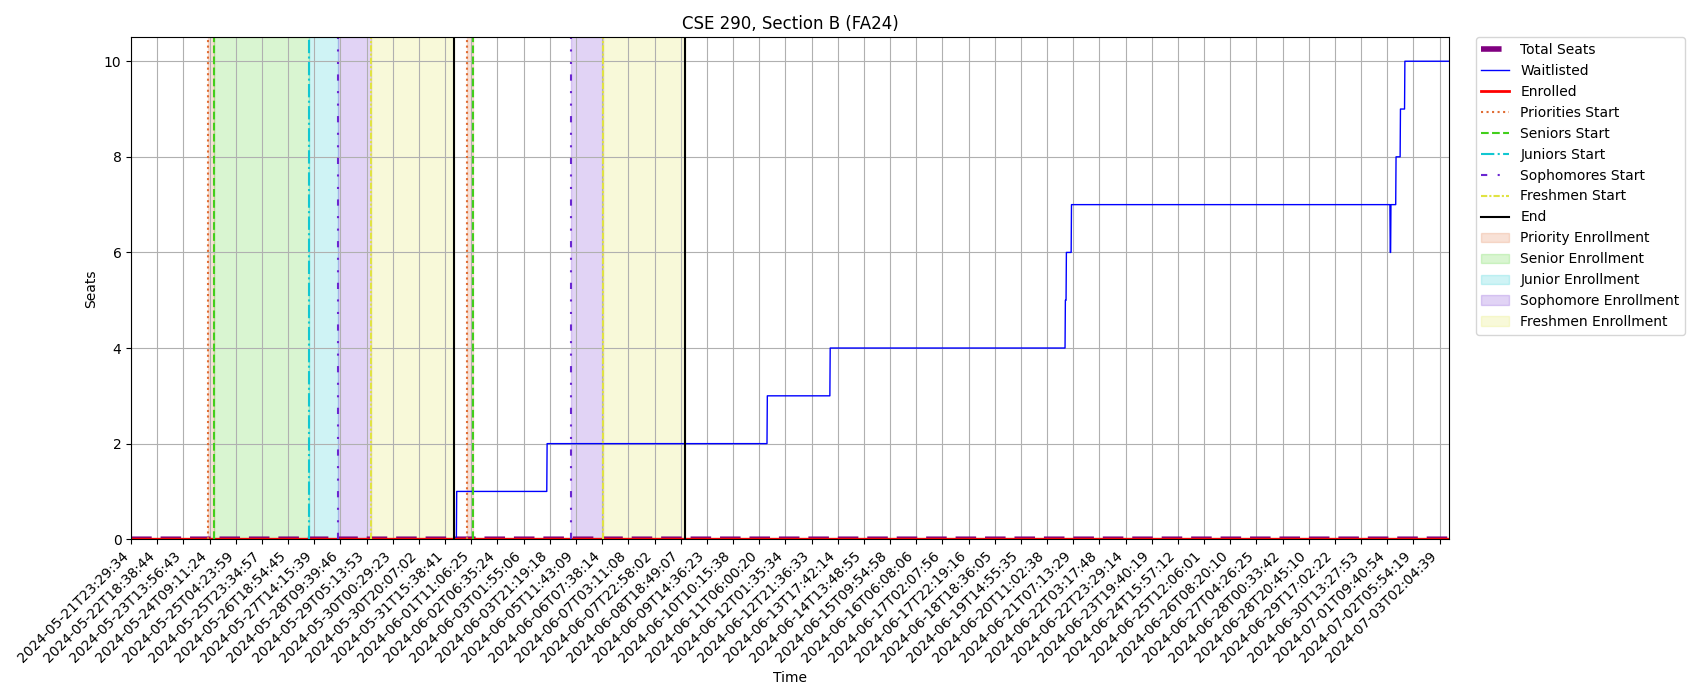 CSE 290, Section B (FA24)
Seats
10
8
6
4
2
0
2024-05-21T23:29:34
2024-05-22T18:38:44
2024-05-23T13:56:43
2024-05-24T09:11:24
2024-05-25T04:23:59
2024-05-25T23:34:57
2024-05-26T18:54:45
2024-05-27T14:15:39
2024-05-28T09:39:46
2024-05-29T05:13:53
2024-05-30T00:29:23
2024-05-30T20:07:02
2024-05-31T15:38:41
2024-06-01T11:06:25
2024-06-02T06:35:24
2024-06-03T01:55:06
2024-06-03T21:19:18
2024-06-05T11:43:09
2024-06-06T07:38:14
2024-06-07T03:11:08
2024-06-07T22:58:02
2024-06-08T18:49:07
2024-06-09T14:36:23
2024-06-10T10:15:38
2024-06-11T06:00:20
2024-06-12T01:35:34
2024-06-12T21:36:33
2024-06-13T17:42:14
2024-06-14T13:48:55
2024-06-15T09:54:58
2024-06-16T06:08:06
2024-06-17T02:07:56
2024-06-17T22:19:16
2024-06-18T18:36:05
2024-06-19T14:55:35
2024-06-20T11:02:38
2024-06-21T07:13:29
2024-06-22T03:17:48
2024-06-22T23:29:14
2024-06-23T19:40:19
2024-06-24T15:57:12
2024-06-25T12:06:01
2024-06-26T08:20:10
2024-06-27T04:26:25
2024-06-28T00:33:42
2024-06-28T20:45:10
2024-06-29T17:02:22
2024-06-30T13:27:53
2024-07-01T09:40:54
2024-07-02T05:54:19
2024-07-03T02:04:39
Time
Total Seats
Waitlisted
Enrolled
Priorities Start
Seniors Start
Juniors Start
Sophomores Start
Freshmen Start
End
Priority Enrollment
Senior Enrollment
Junior Enrollment
Sophomore Enrollment
Freshmen Enrollment